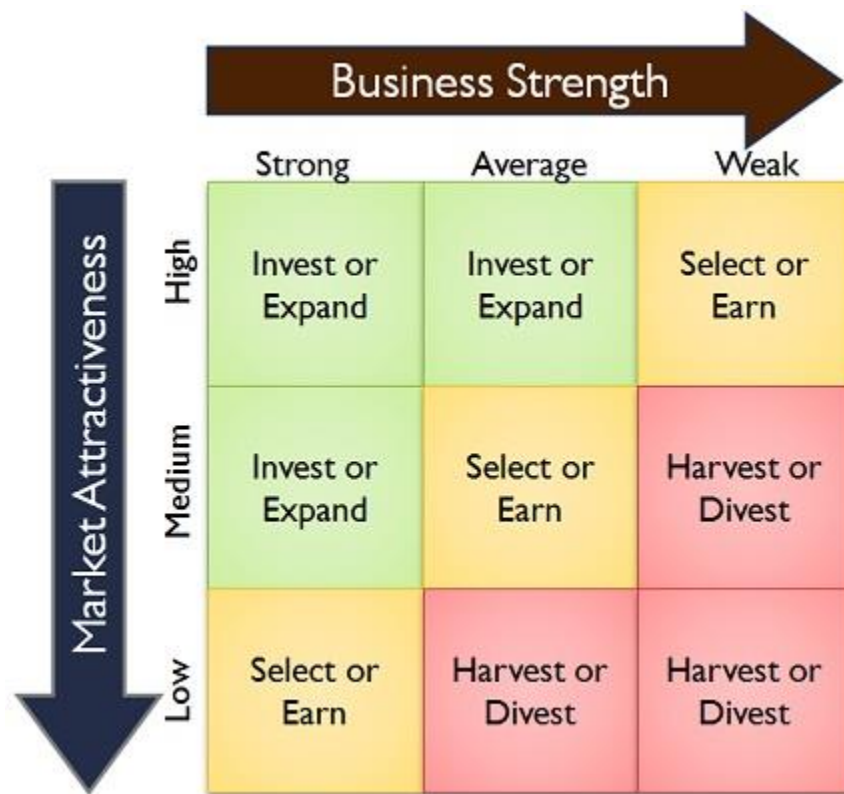 Business Strength
Strong Average Weak
Market Attractiveness
High
Invest or
Expand
Invest or
Expand
Select or
Earn
Medium
Invest or
Expand
Select or
Earn
Harvest or
Divest
Low
Select or
Earn
Harvest or
Divest
Harvest or
Divest